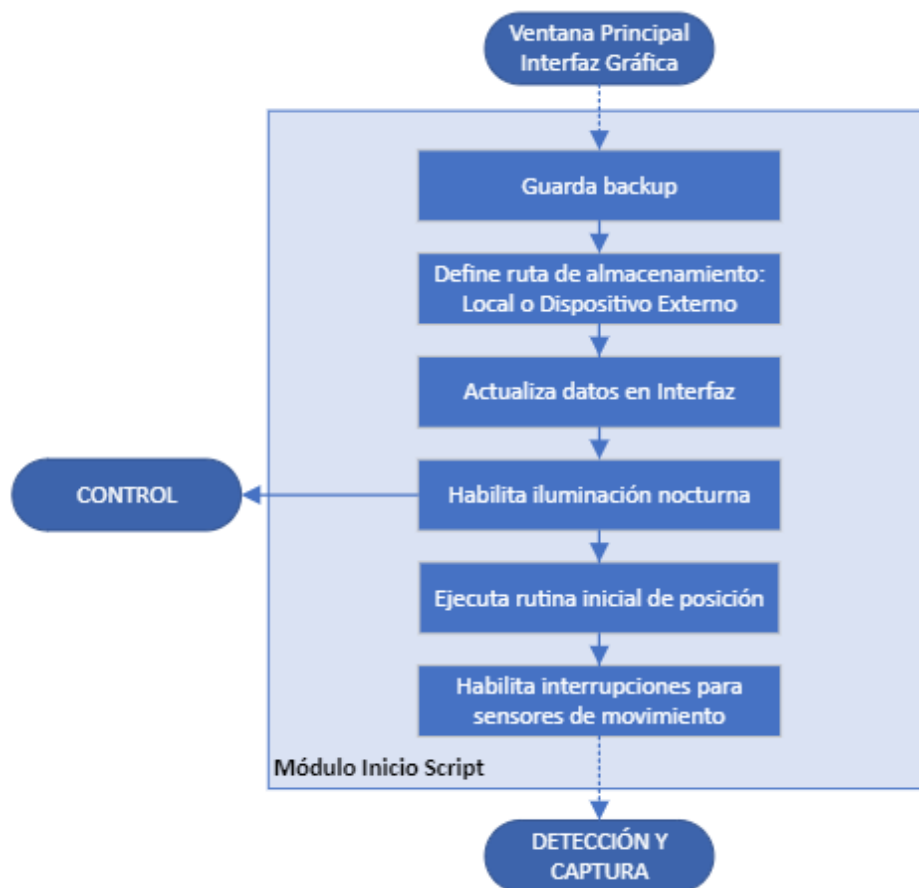 Ventana Principal
Interfaz Gráfica
Guarda backup
Define ruta de almacenamiento:
Local o Dispositivo Externo
Actualiza datos en Interfaz
CONTROL
Habilita iluminación nocturna
Ejecuta rutina inicial de posición
Habilita interrupciones para
sensores de movimiento
Módulo Inicio Script
DETECCIÓN Y
CAPTURA